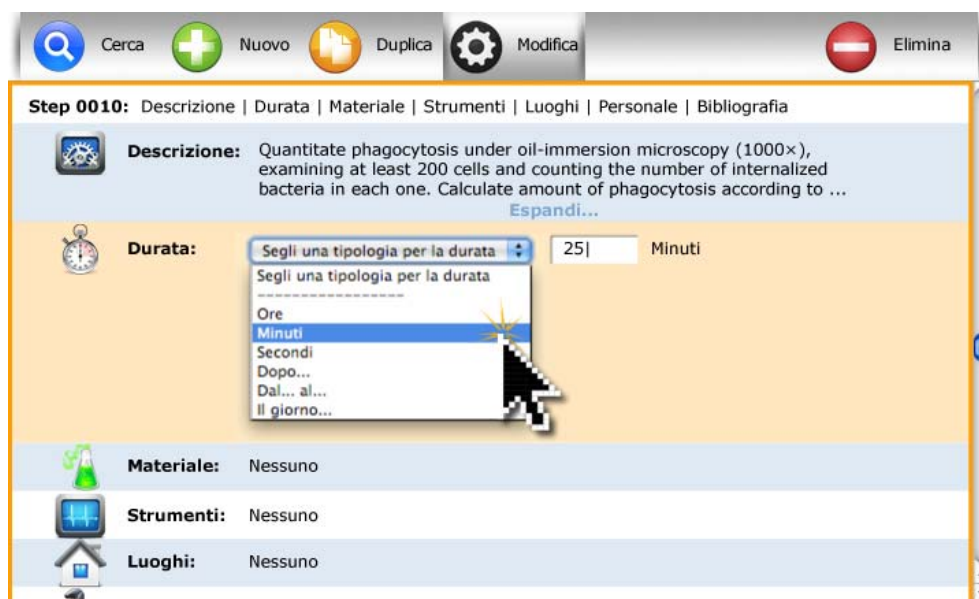 Cerca Nuovo Duplica Modifica Elimina
Step 0010: Descrizione | Durata | Materiale | Strumenti | Luoghi | Personale | Bibliografia
Descrizione: Quantitate phagocytosis under oil-immersion microscopy (1000×),
examining at least 200 cells and counting the number of internalized
bacteria in each one. Calculate amount of phagocytosis according to ...
Espandi...
Durata: Segli una tipologia per la durata 25 Minuti
Segli una tipologia per la durata
-----------------
Ore
Minuti
Secondi
Dopo...
Dal... al...
Il giorno...
Materiale: Nessuno
Strumenti: Nessuno
Luoghi: Nessuno